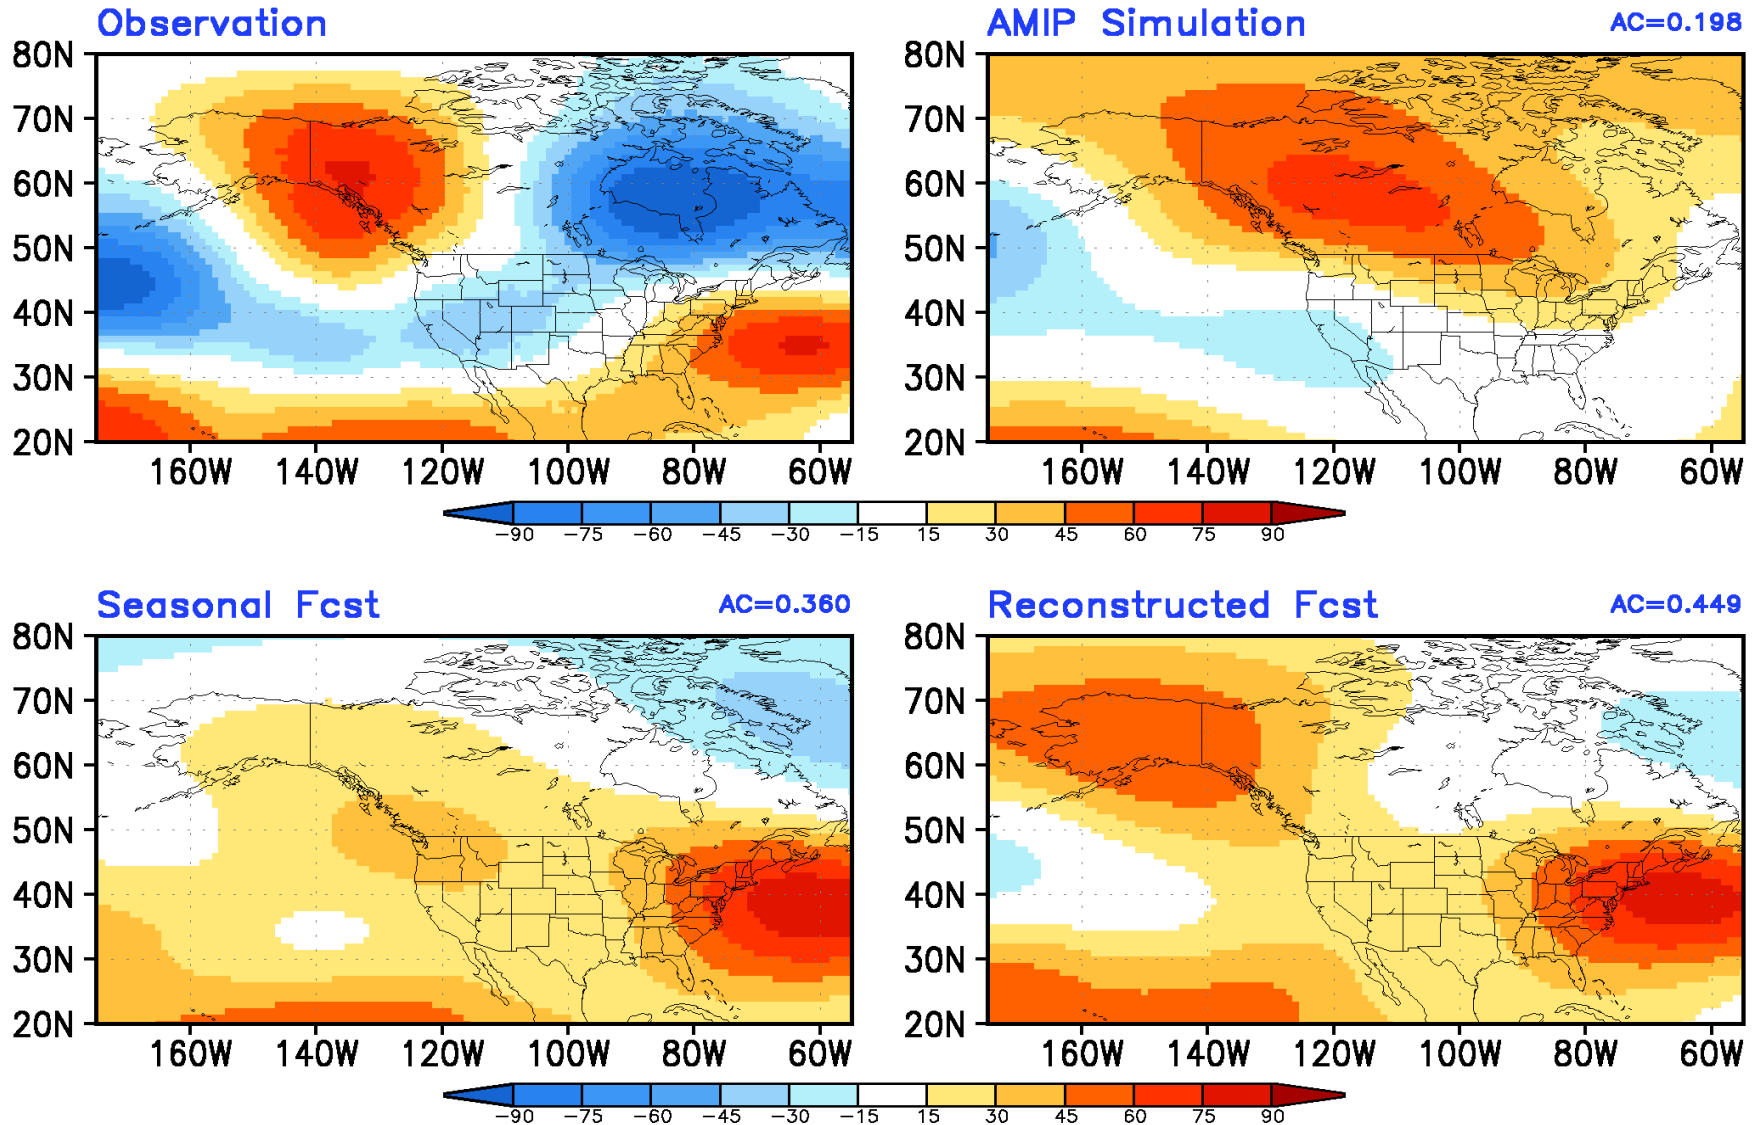 Observation
AMIP Simulation AC=0.198
80N
70N
60N
50N
40N
30N
20N
160W 140W 120W 100W 80W 60W
80N
70N
60N
50N
40N
30N
20N
160W 140W 120W 100W 80W 60W
−90 −75 −60 −45 −30 −15 15 30 45 60 75 90
Seasonal Fcst AC=0.360
Reconstructed Fcst AC=0.449
80N
70N
60N
50N
40N
30N
20N
160W 140W 120W 100W 80W 60W
80N
70N
60N
50N
40N
30N
20N
160W 140W 120W 100W 80W 60W
−90 −75 −60 −45 −30 −15 15 30 45 60 75 90